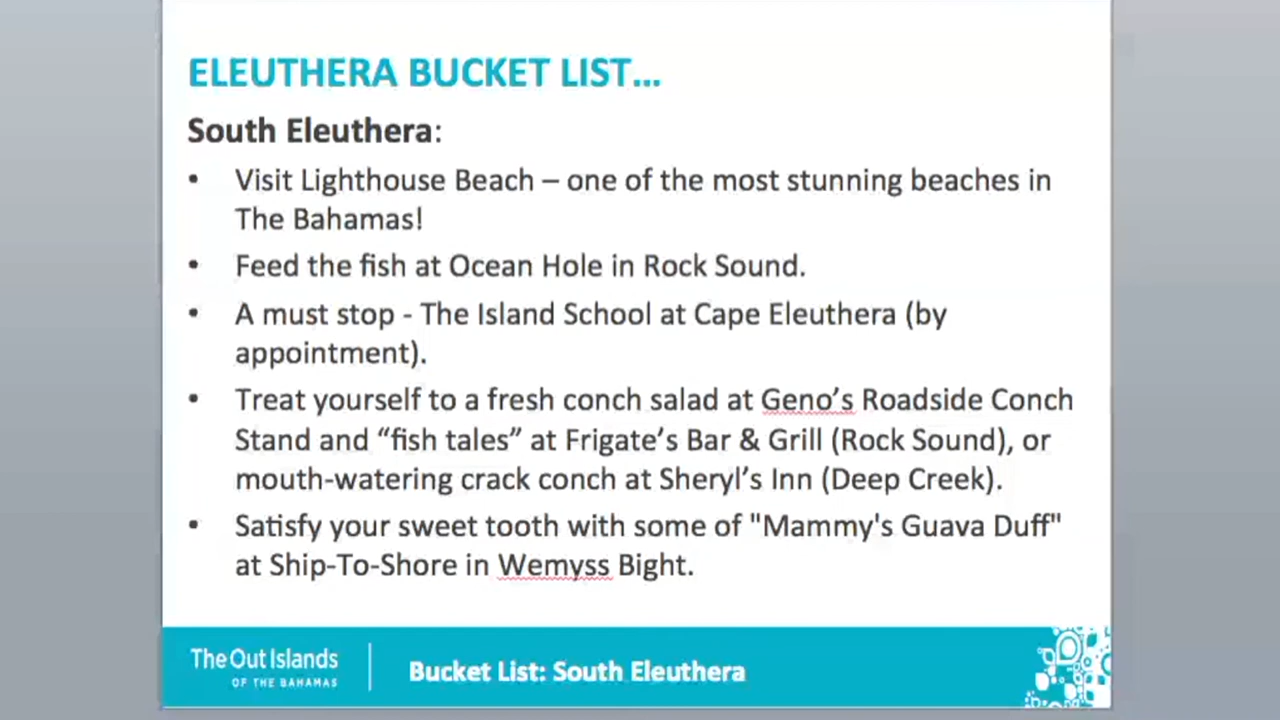 ELEUTHERA BUCKET LIST...
South Eleuthera:
• Visit Lighthouse Beach – one of the most stunning beaches in
The Bahamas!
• Feed the fish at Ocean Hole in Rock Sound.
• A must stop - The Island School at Cape Eleuthera (by
appointment).
• Treat yourself to a fresh conch salad at Geno’s Roadside Conch
Stand and “fish tales” at Frigate’s Bar & Grill (Rock Sound), or
mouth-watering crack conch at Sheryl’s Inn (Deep Creek).
• Satisfy your sweet tooth with some of "Mammy's Guava Duff"
at Ship-To-Shore in Wemyss Bight.
The Out Islands
OF THE BAHAMAS
Bucket List: South Eleuthera